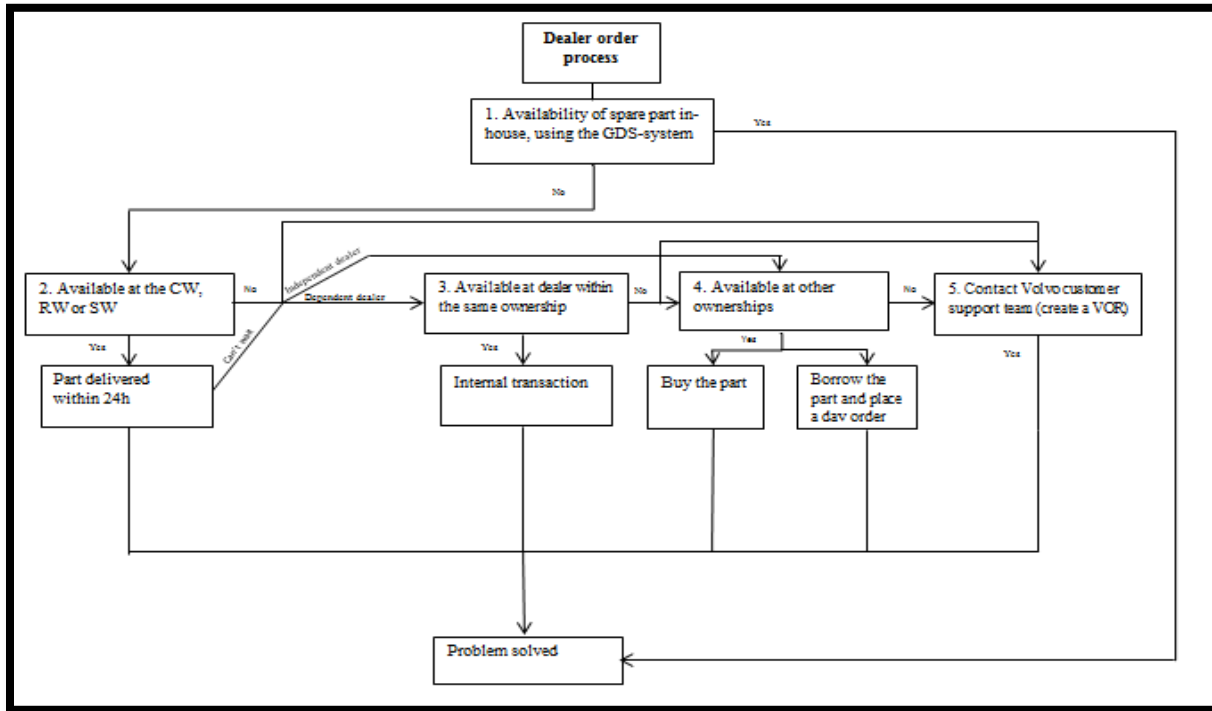 Dealer order
process
1. Availability of spare part in-
house, using the GDS-system
Yes
No
Independent dealer
2. Available at the CW,
RW or SW
No
Dependent dealer
3. Available at dealer within
the same ownership
No
4. Available at other
ownerships
No
5. Contact Volvo customer
support team (create a VOR)
Yes
Can't wait
Yes
Yes
Yes
Part delivered
within 24h
Internal transaction
Buy the part
Borrow the
part and place
a day order
Problem solved